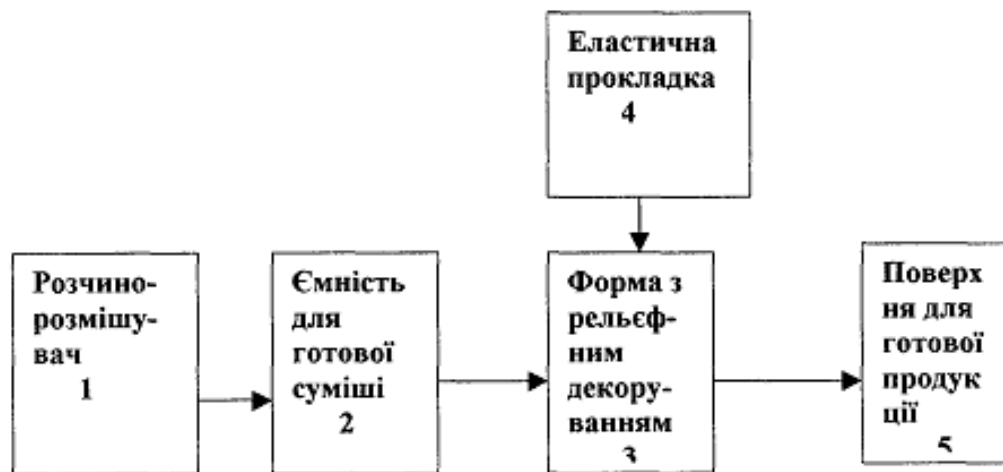 Еластична
прокладка
4
Розчино-
розмішу-
вач
1
Ємність
для
готової
суміші
2
Форма з
рельєф-
ним
декору-
ванням
3
Поверх
ня для
готової
продук
ції
5